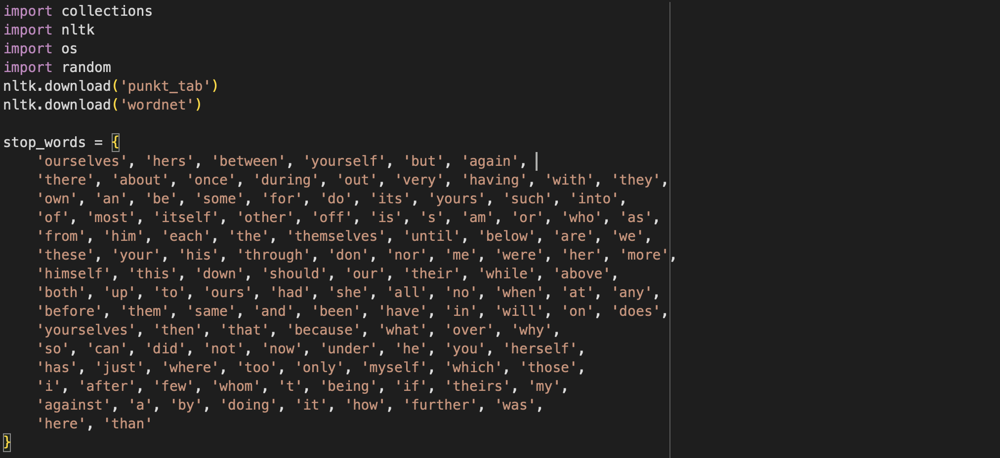 import collections
import nltk
import os
import random
nltk.download('punkt_tab')
nltk.download('wordnet')

stop_words = {
    'ourselves', 'hers', 'between', 'yourself', 'but', 'again',
    'there', 'about', 'once', 'during', 'out', 'very', 'having', 'with', 'they',
    'own', 'an', 'be', 'some', 'for', 'do', 'its', 'yours', 'such', 'into',
    'of', 'most', 'itself', 'other', 'off', 'is', 's', 'am', 'or', 'who', 'as',
    'from', 'him', 'each', 'the', 'themselves', 'until', 'below', 'are', 'we',
    'these', 'your', 'his', 'through', 'don', 'nor', 'me', 'were', 'her', 'more',
    'himself', 'this', 'down', 'should', 'our', 'their', 'while', 'above',
    'both', 'up', 'to', 'ours', 'had', 'she', 'all', 'no', 'when', 'at', 'any',
    'before', 'them', 'same', 'and', 'been', 'have', 'in', 'will', 'on', 'does',
    'yourselves', 'then', 'that', 'because', 'what', 'over', 'why',
    'so', 'can', 'did', 'not', 'now', 'under', 'he', 'you', 'herself',
    'has', 'just', 'where', 'too', 'only', 'myself', 'which', 'those',
    'i', 'after', 'few', 'whom', 't', 'being', 'if', 'theirs', 'my',
    'against', 'a', 'by', 'doing', 'it', 'how', 'further', 'was',
    'here', 'than'
}